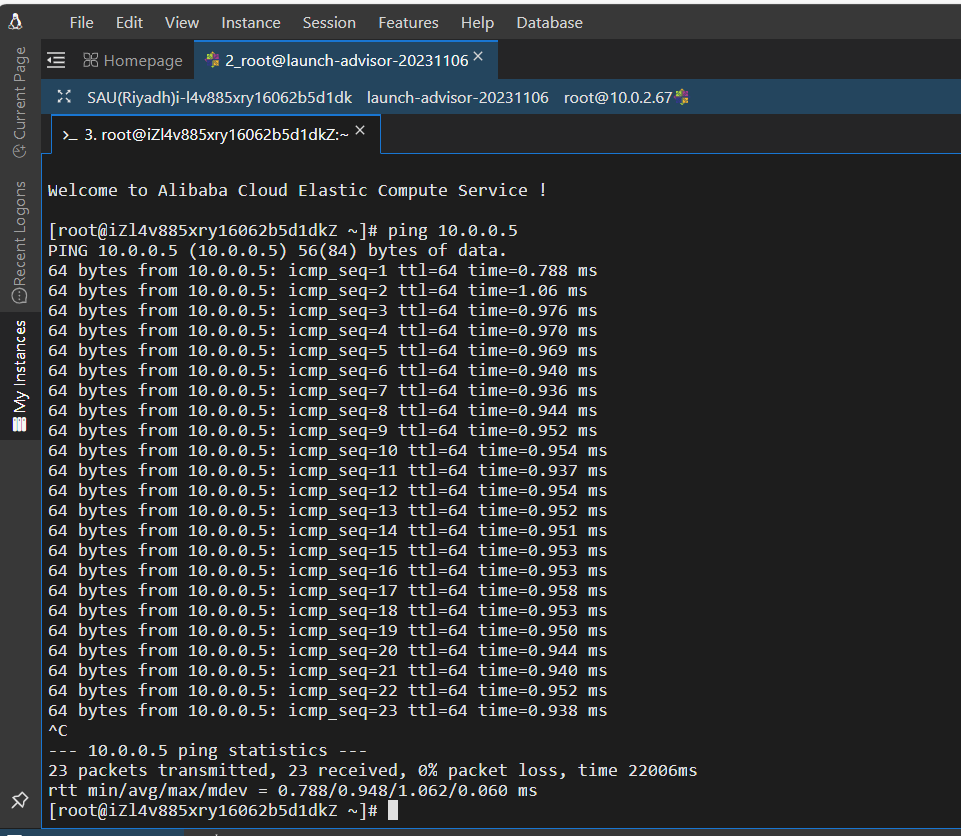 File Edit View Instance Session Features Help Database
Homepage 2_root@launch-advisor-20231106 ×
SAU(Riyadh)i-l4v885xry16062b5d1dk launch-advisor-20231106 root@10.0.2.67
>_ 3. root@iZl4v885xry16062b5d1dkZ:~ ×
Current Page
Recent Logons
My Instances
Welcome to Alibaba Cloud Elastic Compute Service !
[root@iZl4v885xry16062b5d1dkZ ~]# ping 10.0.0.5
PING 10.0.0.5 (10.0.0.5) 56(84) bytes of data.
64 bytes from 10.0.0.5: icmp_seq=1 ttl=64 time=0.788 ms
64 bytes from 10.0.0.5: icmp_seq=2 ttl=64 time=1.06 ms
64 bytes from 10.0.0.5: icmp_seq=3 ttl=64 time=0.976 ms
64 bytes from 10.0.0.5: icmp_seq=4 ttl=64 time=0.970 ms
64 bytes from 10.0.0.5: icmp_seq=5 ttl=64 time=0.969 ms
64 bytes from 10.0.0.5: icmp_seq=6 ttl=64 time=0.940 ms
64 bytes from 10.0.0.5: icmp_seq=7 ttl=64 time=0.936 ms
64 bytes from 10.0.0.5: icmp_seq=8 ttl=64 time=0.944 ms
64 bytes from 10.0.0.5: icmp_seq=9 ttl=64 time=0.952 ms
64 bytes from 10.0.0.5: icmp_seq=10 ttl=64 time=0.954 ms
64 bytes from 10.0.0.5: icmp_seq=11 ttl=64 time=0.937 ms
64 bytes from 10.0.0.5: icmp_seq=12 ttl=64 time=0.954 ms
64 bytes from 10.0.0.5: icmp_seq=13 ttl=64 time=0.952 ms
64 bytes from 10.0.0.5: icmp_seq=14 ttl=64 time=0.951 ms
64 bytes from 10.0.0.5: icmp_seq=15 ttl=64 time=0.953 ms
64 bytes from 10.0.0.5: icmp_seq=16 ttl=64 time=0.953 ms
64 bytes from 10.0.0.5: icmp_seq=17 ttl=64 time=0.958 ms
64 bytes from 10.0.0.5: icmp_seq=18 ttl=64 time=0.953 ms
64 bytes from 10.0.0.5: icmp_seq=19 ttl=64 time=0.950 ms
64 bytes from 10.0.0.5: icmp_seq=20 ttl=64 time=0.944 ms
64 bytes from 10.0.0.5: icmp_seq=21 ttl=64 time=0.940 ms
64 bytes from 10.0.0.5: icmp_seq=22 ttl=64 time=0.952 ms
64 bytes from 10.0.0.5: icmp_seq=23 ttl=64 time=0.938 ms
^C
--- 10.0.0.5 ping statistics ---
23 packets transmitted, 23 received, 0% packet loss, time 22006ms
rtt min/avg/max/mdev = 0.788/0.948/1.062/0.060 ms
[root@iZl4v885xry16062b5d1dkZ ~]#